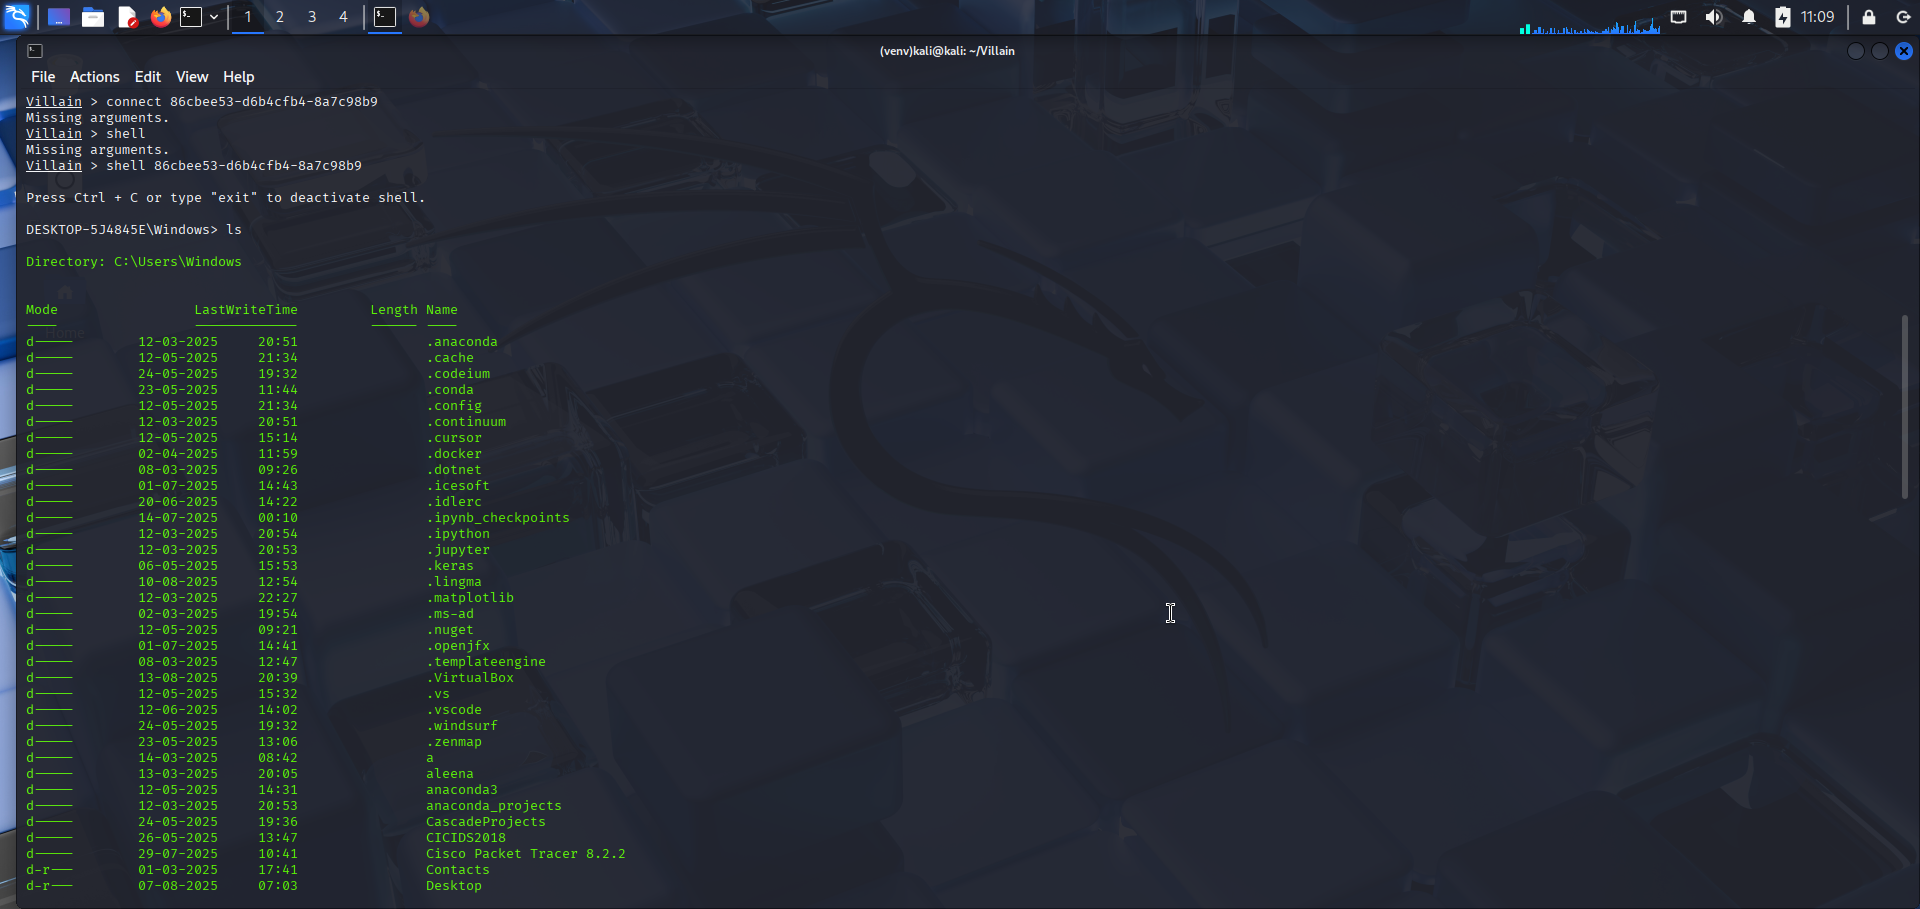 1 2 3 4 11:09
(venv)kali@kali: ~/Villain
File Actions Edit View Help
Villain > connect 86cbee53-d6b4cfb4-8a7c98b9
Missing arguments.
Villain > shell
Missing arguments.
Villain > shell 86cbee53-d6b4cfb4-8a7c98b9
Press Ctrl + C or type "exit" to deactivate shell.
DESKTOP-5J4845E\Windows> ls
Directory: C:\Users\Windows
Home
Mode LastWriteTime Length Name
---- ------------- ------ ----
d----- 12-03-2025 20:51 .anaconda
d----- 12-05-2025 21:34 .cache
d----- 24-05-2025 19:32 .codeium
d----- 23-05-2025 11:44 .conda
d----- 12-05-2025 21:34 .config
d----- 12-03-2025 20:51 .continuum
d----- 12-05-2025 15:14 .cursor
d----- 02-04-2025 11:59 .docker
d----- 08-03-2025 09:26 .dotnet
d----- 01-07-2025 14:43 .icesoft
d----- 20-06-2025 14:22 .idlerc
d----- 14-07-2025 00:10 .ipynb_checkpoints
d----- 12-03-2025 20:54 .ipython
d----- 12-03-2025 20:53 .jupyter
d----- 06-05-2025 15:53 .keras
d----- 10-08-2025 12:54 .lingma
d----- 12-03-2025 22:27 .matplotlib
d----- 02-03-2025 19:54 .ms-ad
d----- 12-05-2025 09:21 .nuget
d----- 01-07-2025 14:41 .openjfx
d----- 08-03-2025 12:47 .templateengine
d----- 13-08-2025 20:39 .VirtualBox
d----- 12-05-2025 15:32 .vs
d----- 12-06-2025 14:02 .vscode
d----- 24-05-2025 19:32 .windsurf
d----- 23-05-2025 13:06 .zenmap
d----- 14-03-2025 08:42 a
d----- 13-03-2025 20:05 aleena
d----- 12-05-2025 14:31 anaconda3
d----- 12-03-2025 20:53 anaconda_projects
d----- 24-05-2025 19:36 CascadeProjects
d----- 26-05-2025 13:47 CICIDS2018
d----- 29-07-2025 10:41 Cisco Packet Tracer 8.2.2
d-r--- 01-03-2025 17:41 Contacts
d-r--- 07-08-2025 07:03 Desktop